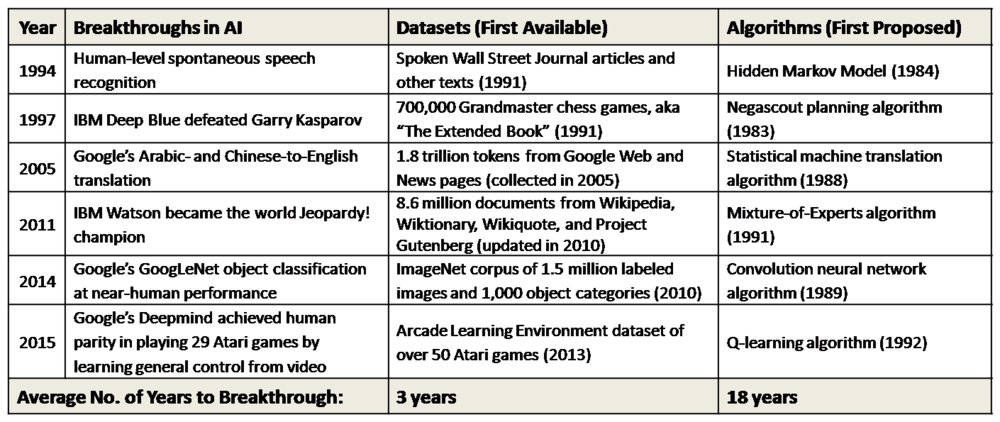 Year Breakthroughs in AI Datasets (First Available) Algorithms (First Proposed)
1994
Human-level spontaneous speech
recognition
Spoken Wall Street Journal articles and
other texts (1991)
Hidden Markov Model (1984)
1997
IBM Deep Blue defeated Garry Kasparov
700,000 Grandmaster chess games, aka
“The Extended Book” (1991)
Negascout planning algorithm
(1983)
2005
Google’s Arabic- and Chinese-to-English
translation
1.8 trillion tokens from Google Web and
News pages (collected in 2005)
Statistical machine translation
algorithm (1988)
2011
IBM Watson became the world Jeopardy!
champion
8.6 million documents from Wikipedia,
Wiktionary, Wikiquote, and Project
Gutenberg (updated in 2010)
Mixture-of-Experts algorithm
(1991)
2014
Google’s GoogLeNet object classification
at near-human performance
ImageNet corpus of 1.5 million labeled
images and 1,000 object categories (2010)
Convolution neural network
algorithm (1989)
2015
Google’s Deepmind achieved human
parity in playing 29 Atari games by
learning general control from video
Arcade Learning Environment dataset of
over 50 Atari games (2013)
Q-learning algorithm (1992)
Average No. of Years to Breakthrough: 3 years 18 years